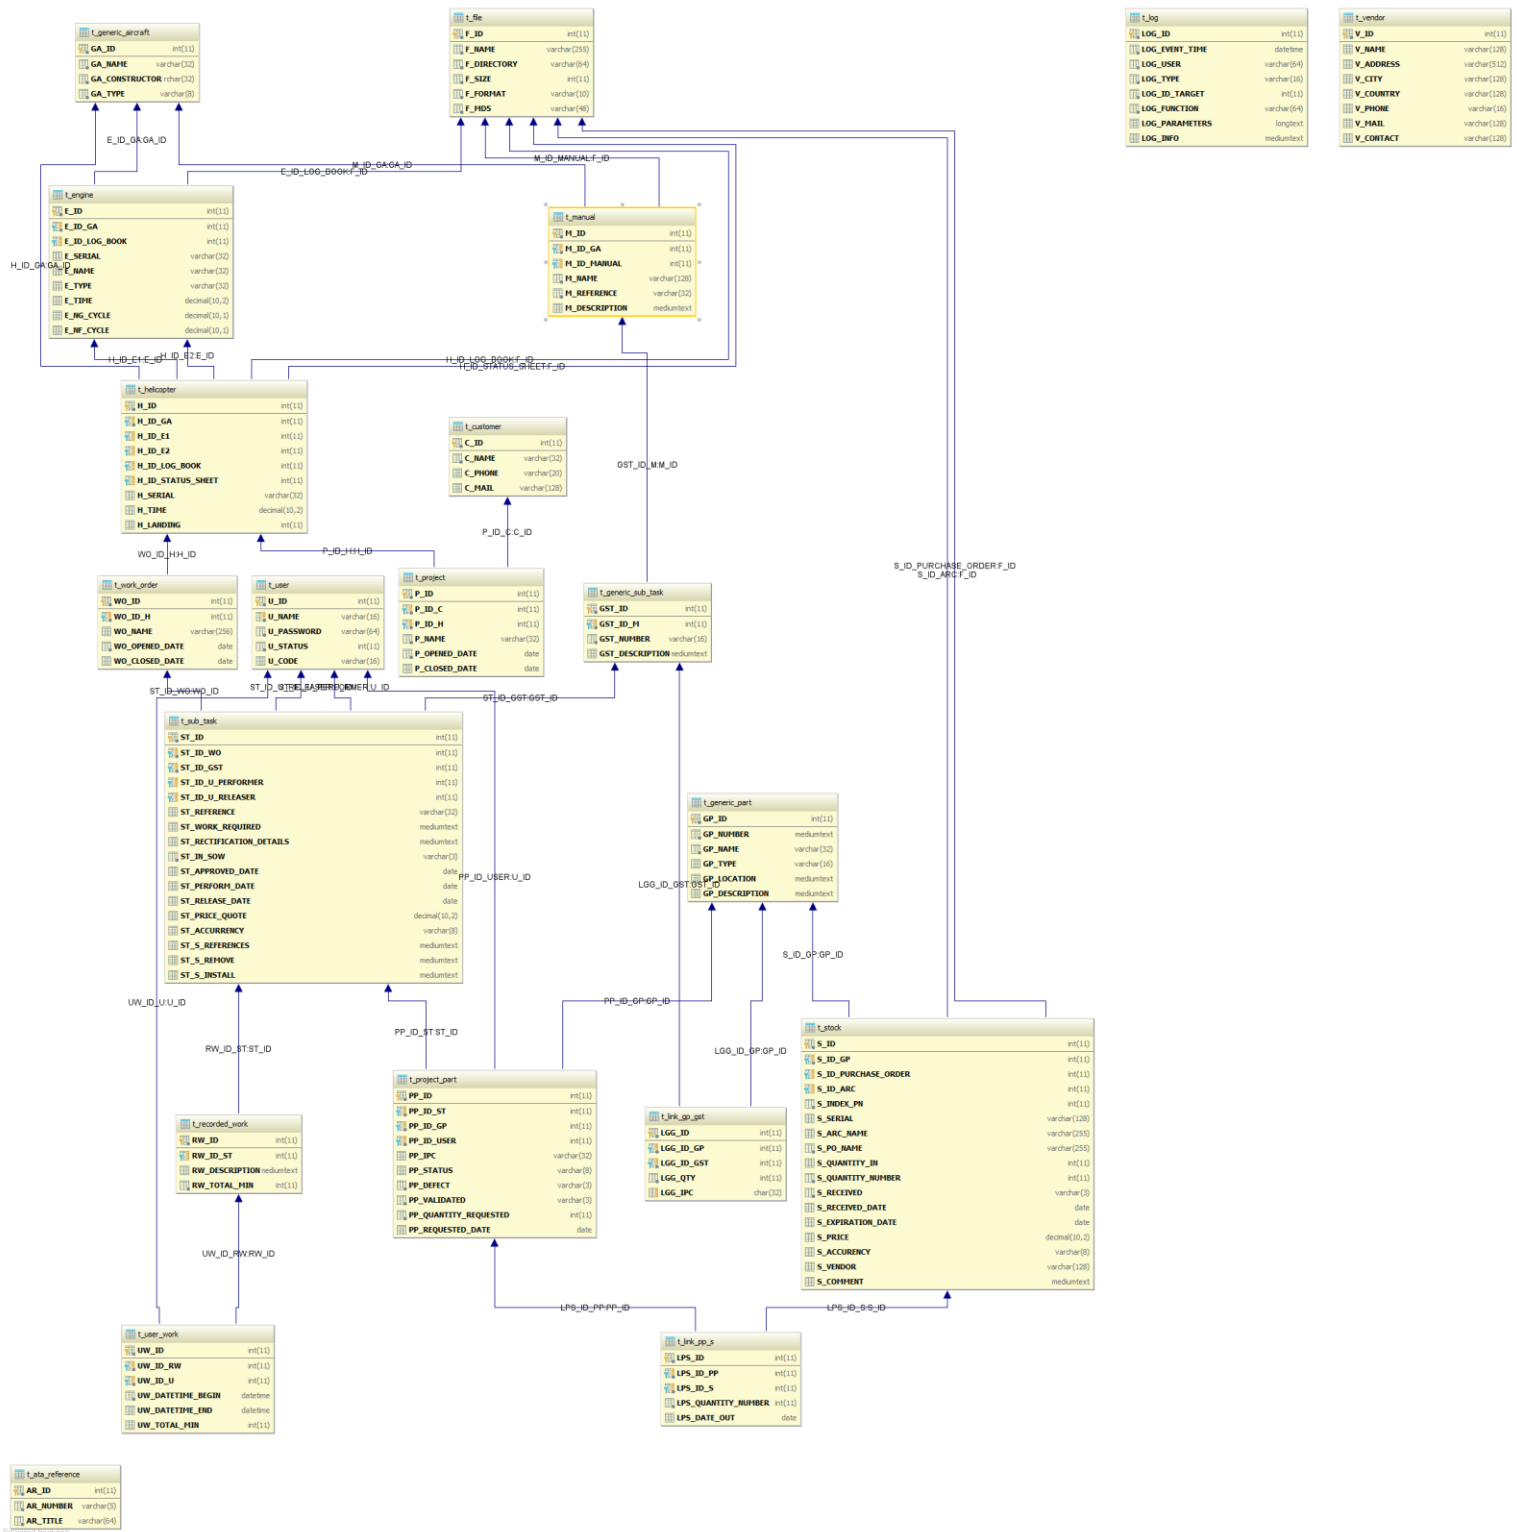 t_generic_aircraft
GA_ID int(11)
GA_NAME varchar(32)
GA_CONSTRUCTOR rchar(32)
GA_TYPE varchar(8)
t_file
F_ID int(11)
F_NAME varchar(255)
F_DIRECTORY varchar(64)
F_SIZE int(11)
F_FORMAT varchar(10)
F_MD5 varchar(48)
t_log
LOG_ID int(11)
LOG_EVENT_TIME datetime
LOG_USER varchar(64)
LOG_TYPE varchar(16)
LOG_ID_TARGET int(11)
LOG_FUNCTION varchar(64)
LOG_PARAMETERS longtext
LOG_INFO mediumtext
t_vendor
V_ID int(11)
V_NAME varchar(128)
V_ADDRESS varchar(512)
V_CITY varchar(128)
V_COUNTRY varchar(128)
V_PHONE varchar(16)
V_MAIL varchar(128)
V_CONTACT varchar(128)
E_ID_GA:GA_ID
M_ID_GA:GA_ID
E_ID_LOG_BOOK:F_ID
M_ID_MANUAL:F_ID
t_engine
E_ID int(11)
E_ID_GA int(11)
E_ID_LOG_BOOK int(11)
E_SERIAL varchar(32)
E_NAME varchar(32)
E_TYPE varchar(32)
E_TIME decimal(10,2)
E_NG_CYCLE decimal(10,1)
E_NF_CYCLE decimal(10,1)
H_ID_GA:GA_ID
t_manual
M_ID int(11)
M_ID_GA int(11)
M_ID_MANUAL int(11)
M_NAME varchar(128)
M_REFERENCE varchar(32)
M_DESCRIPTION mediumtext
H_ID_E1:E_ID
H_ID_E2:E_ID
H_ID_LOG_BOOK:F_ID
H_ID_STATUS_SHEET:F_ID
t_helicopter
H_ID int(11)
H_ID_GA int(11)
H_ID_E1 int(11)
H_ID_E2 int(11)
H_ID_LOG_BOOK int(11)
H_ID_STATUS_SHEET int(11)
H_SERIAL varchar(32)
H_TIME decimal(10,2)
H_LANDING int(11)
t_customer
C_ID int(11)
C_NAME varchar(32)
C_PHONE varchar(20)
C_MAIL varchar(128)
GST_ID_M:M_ID
P_ID_C:C_ID
WO_ID_H:H_ID
P_ID_H:H_ID
S_ID_PURCHASE_ORDER:F_ID
S_ID_ARC:F_ID
t_work_order
WO_ID int(11)
WO_ID_H int(11)
WO_NAME varchar(256)
WO_OPENED_DATE date
WO_CLOSED_DATE date
t_user
U_ID int(11)
U_NAME varchar(16)
U_PASSWORD varchar(64)
U_STATUS int(11)
U_CODE varchar(16)
t_project
P_ID int(11)
P_ID_C int(11)
P_ID_H int(11)
P_NAME varchar(32)
P_OPENED_DATE date
P_CLOSED_DATE date
t_generic_sub_task
GST_ID int(11)
GST_ID_M int(11)
GST_NUMBER varchar(16)
GST_DESCRIPTION mediumtext
ST_ID_WO:WO_ID
ST_ID_GST:GST_ID
t_sub_task
ST_ID int(11)
ST_ID_WO int(11)
ST_ID_GST int(11)
ST_ID_U_PERFORMER int(11)
ST_ID_U_RELEASER int(11)
ST_REFERENCE varchar(32)
ST_WORK_REQUIRED mediumtext
ST_RECTIFICATION_DETAILS mediumtext
ST_IN_SOW varchar(3)
ST_APPROVED_DATE date
ST_PERFORM_DATE date
ST_RELEASE_DATE date
ST_PRICE_QUOTE decimal(10,2)
ST_ACCURRENCY varchar(8)
ST_S_REFERENCES mediumtext
ST_S_REMOVE mediumtext
ST_S_INSTALL mediumtext
PP_ID_USER:U_ID
t_generic_part
GP_ID int(11)
GP_NUMBER mediumtext
GP_NAME varchar(32)
GP_TYPE varchar(16)
GP_LOCATION mediumtext
GP_DESCRIPTION mediumtext
LGG_ID_GST:GST_ID
S_ID_GP:GP_ID
UW_ID_U:U_ID
PP_ID_GP:GP_ID
PP_ID_ST:ST_ID
RW_ID_ST:ST_ID
LGG_ID_GP:GP_ID
t_stock
S_ID int(11)
S_ID_GP int(11)
S_ID_PURCHASE_ORDER int(11)
S_ID_ARC int(11)
S_INDEX_PN int(11)
S_SERIAL varchar(128)
S_ARC_NAME varchar(255)
S_PO_NAME varchar(255)
S_QUANTITY_IN int(11)
S_QUANTITY_NUMBER int(11)
S_RECEIVED varchar(3)
S_RECEIVED_DATE date
S_EXPIRATION_DATE date
S_PRICE decimal(10,2)
S_ACCURENCY varchar(8)
S_VENDOR varchar(128)
S_COMMENT mediumtext
t_project_part
PP_ID int(11)
PP_ID_ST int(11)
PP_ID_GP int(11)
PP_ID_USER int(11)
PP_IPC varchar(32)
PP_STATUS varchar(8)
PP_DEFECT varchar(3)
PP_VALIDATED varchar(3)
PP_QUANTITY_REQUESTED int(11)
PP_REQUESTED_DATE date
t_link_gp_gst
LGG_ID int(11)
LGG_ID_GP int(11)
LGG_ID_GST int(11)
LGG_QTY int(11)
LGG_IPC char(32)
t_recorded_work
RW_ID int(11)
RW_ID_ST int(11)
RW_DESCRIPTION nediumtext
RW_TOTAL_MIN int(11)
UW_ID_RW:RW_ID
LPS_ID_PP:PP_ID
LPS_ID_S:S_ID
t_user_work
UW_ID int(11)
UW_ID_RW int(11)
UW_ID_U int(11)
UW_DATETIME_BEGIN datetime
UW_DATETIME_END datetime
UW_TOTAL_MIN int(11)
t_link_pp_s
LPS_ID int(11)
LPS_ID_PP int(11)
LPS_ID_S int(11)
LPS_QUANTITY_NUMBER int(11)
LPS_DATE_OUT date
t_ata_reference
AR_ID int(11)
AR_NUMBER varchar(5)
AR_TITLE varchar(64)